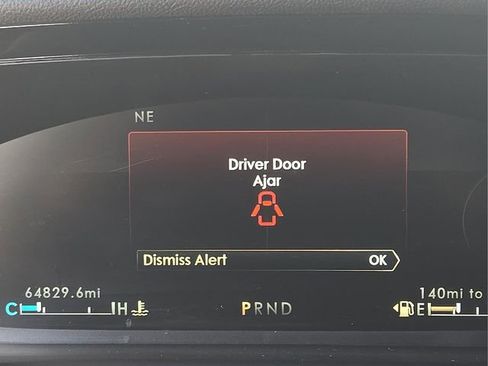 NE
Driver Door
Ajar
Dismiss Alert OK
64829.6mi 140mi to
C H PRND E